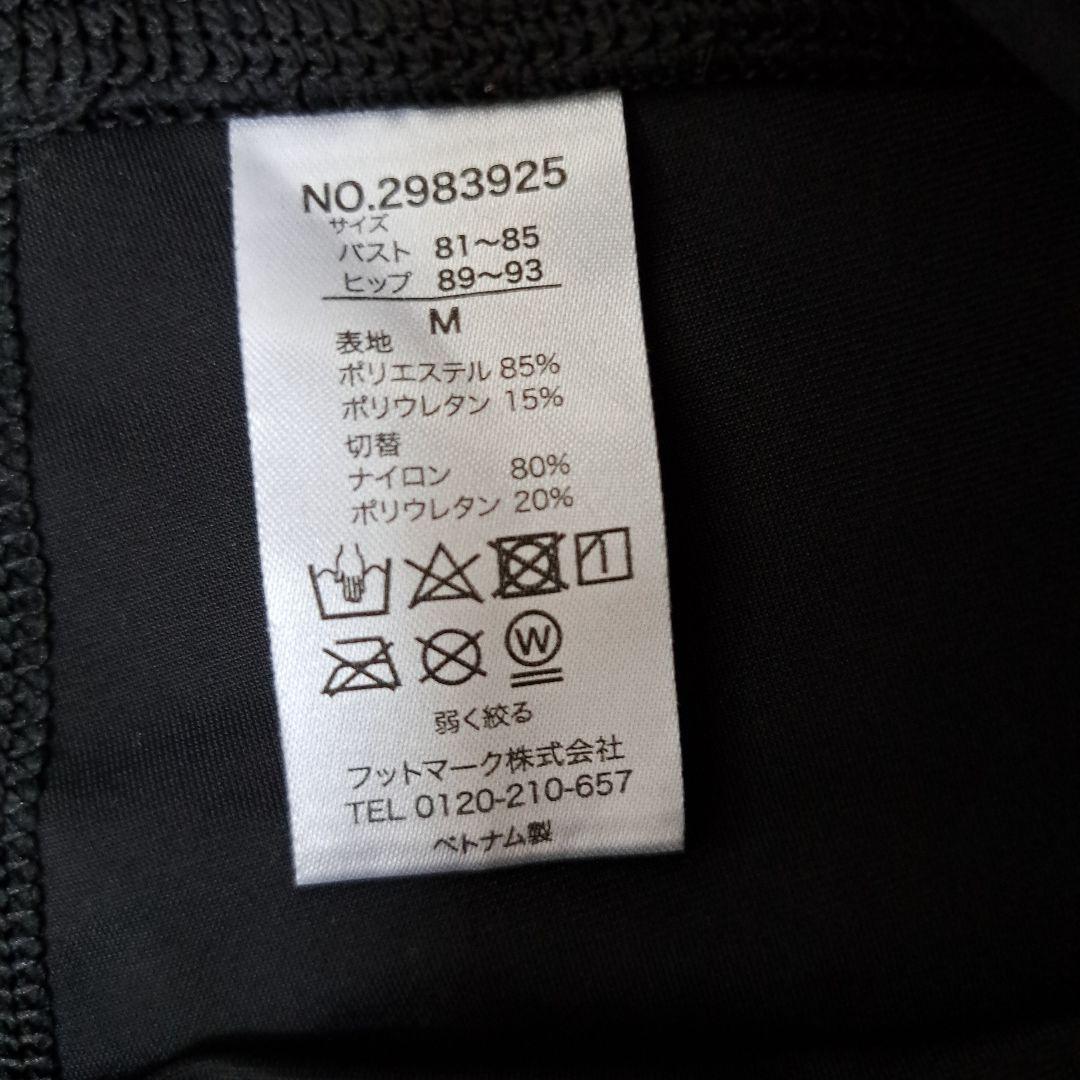 NO.2983925
サイズ
バスト 81～85
ヒップ 89～93
M
表地
ポリエステル 85%
ポリウレタン 15%
切替
ナイロン 80%
ポリウレタン 20%
W
弱く絞る
フットマーク株式会社
TEL 0120-210-657
ベトナム製